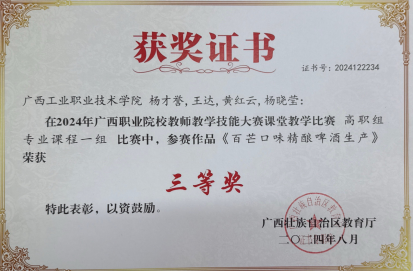 获奖证书
证书号：2024122234
广西工业职业技术学院 杨才誉，王达，黄红云，杨晓莹：
在2024年广西职业院校教师教学技能大赛课堂教学比赛 高职组
专业课程一组 比赛中，参赛作品《百芒口味精酿啤酒生产》
荣获
三等奖
特此表彰，以资鼓励。
广西壮族自治区教育厅
二〇二四年八月